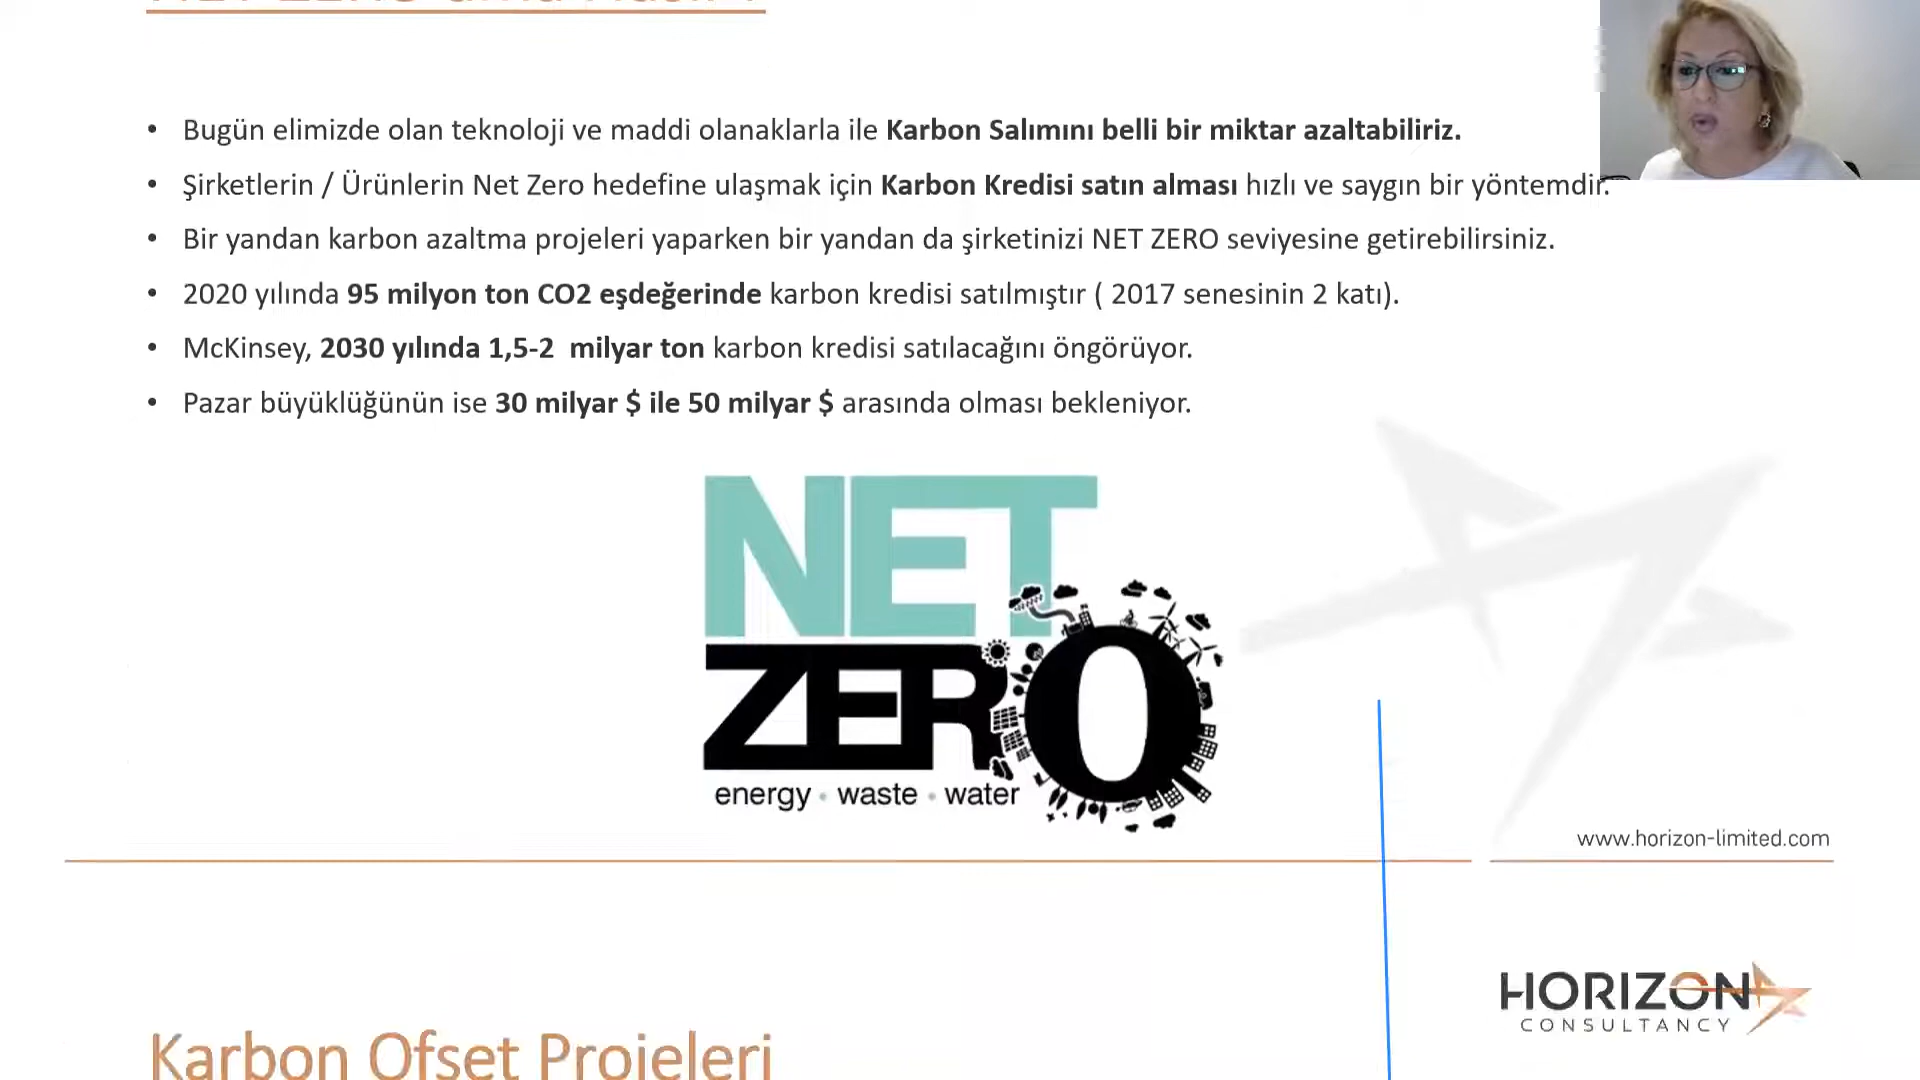 • Bugün elimizde olan teknoloji ve maddi olanaklarla ile Karbon Salımını belli bir miktar azaltabiliriz.
• Şirketlerin / Ürünlerin Net Zero hedefine ulaşmak için Karbon Kredisi satın alması hızlı ve saygın bir yöntemdir.
• Bir yandan karbon azaltma projeleri yaparken bir yandan da şirketinizi NET ZERO seviyesine getirebilirsiniz.
• 2020 yılında 95 milyon ton CO2 eşdeğerinde karbon kredisi satılmıştır ( 2017 senesinin 2 katı).
• McKinsey, 2030 yılında 1,5-2  milyar ton karbon kredisi satılacağını öngörüyor.
• Pazar büyüklüğünün ise 30 milyar $ ile 50 milyar $ arasında olması bekleniyor.
NET
ZERO
energy • waste • water
www.horizon-limited.com
HORIZON
CONSULTANCY
Karbon Ofset Projeleri